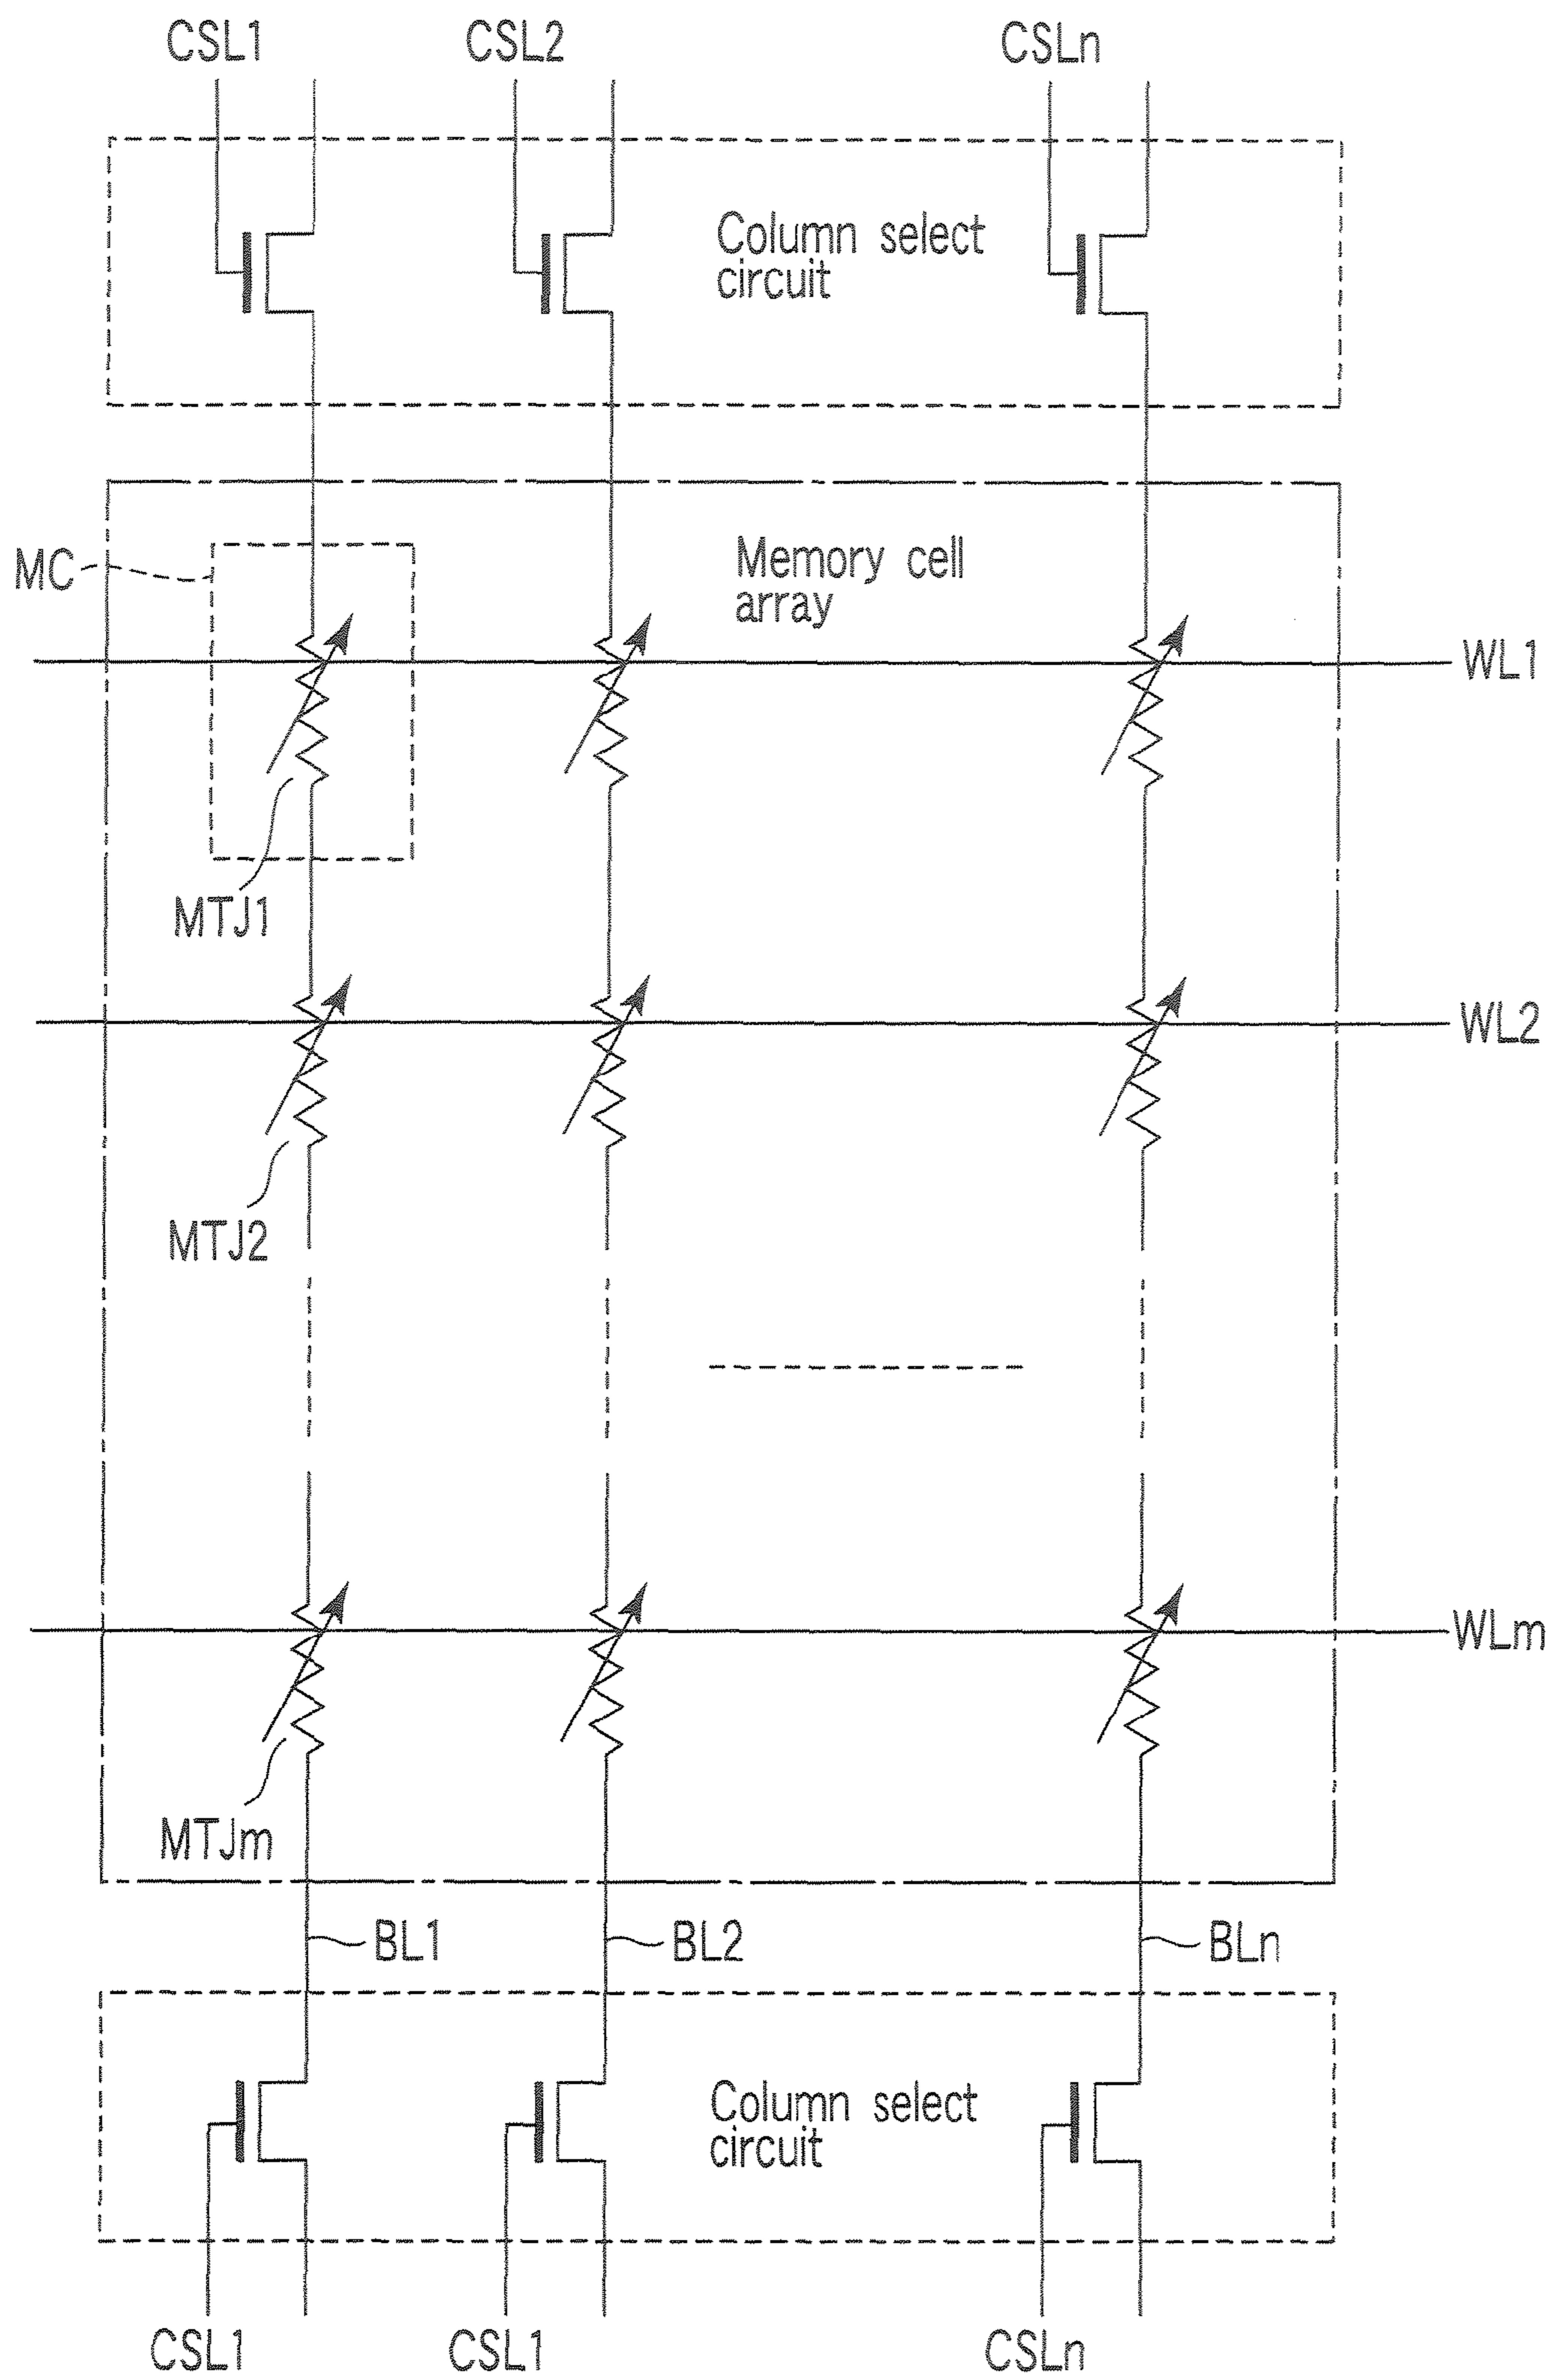 CSL1 CSL2 CSLn
Column select
circuit
MC
Memory cell
array
WL1
MTJ1
WL2
MTJ2
WLm
MTJm
BL1 BL2 BLn
Column select
circuit
CSL1 CSL1 CSLn